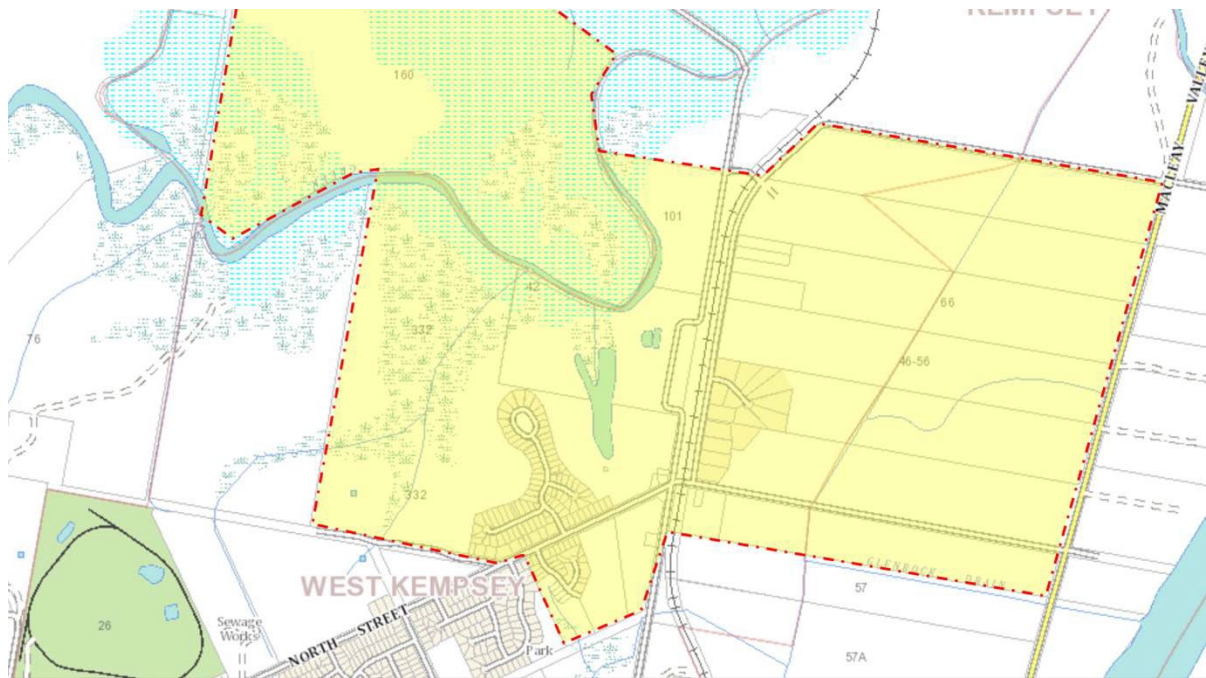 KEMPSEY
160
MACLEAY VALLEY
101
42
66
332
76
46-56
332
GLENROCK DRAIN
57
WEST KEMPSEY
26
Sewage
Works
NORTH STREET
Park
57A